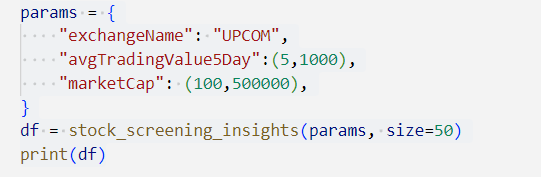 params = {
    "exchangeName": "UPCOM",
    "avgTradingValue5Day":(5,1000),
    "marketCap": (100,500000),
}
df = stock_screening_insights(params, size=50)
print(df)